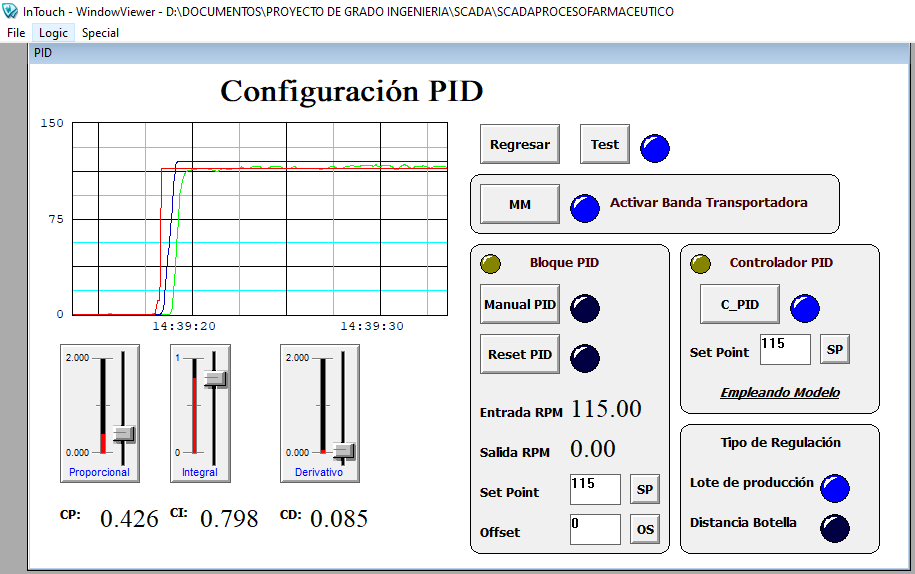 InTouch - WindowViewer - D:\DOCUMENTOS\PROYECTO DE GRADO INGENIERIA\SCADA\SCADAPROCESOFARMACEUTICO
File Logic Special
PID
Configuración PID
150
75
0
14:39:20 14:39:30
Regresar Test
MM Activar Banda Transportadora
Bloque PID
Manual PID
Reset PID
Entrada RPM 115.00
Salida RPM 0.00
Set Point 115 SP
Offset 0 OS
Controlador PID
C_PID
Set Point 115 SP
Empleando Modelo
Tipo de Regulación
Lote de producción
Distancia Botella
2.000
0.000
Proporcional
1
0
Integral
2.000
0.000
Derivativo
CP: 0.426 CI: 0.798 CD: 0.085